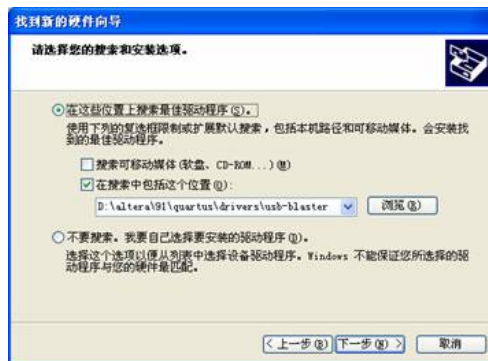 找到新的硬件向导
请选择您的搜索和安装选项。
在这些位置上搜索最佳驱动程序(S)。
使用下列的复选框限制或扩展默认搜索，包括本机路径和可移动媒体。会安装找
到的最佳驱动程序。
搜索可移动媒体(软盘、CD-ROM...)(M)
在搜索中包括这个位置(O):
D:\altera\91\quartus\drivers\usb-blaster
浏览(R)
不要搜索。我要自己选择要安装的驱动程序(D)。
选择这个选项以便从列表中选择设备驱动程序。Windows 不能保证您所选择的驱
动程序与您的硬件最匹配。
< 上一步(B) 下一步(N) > 取消